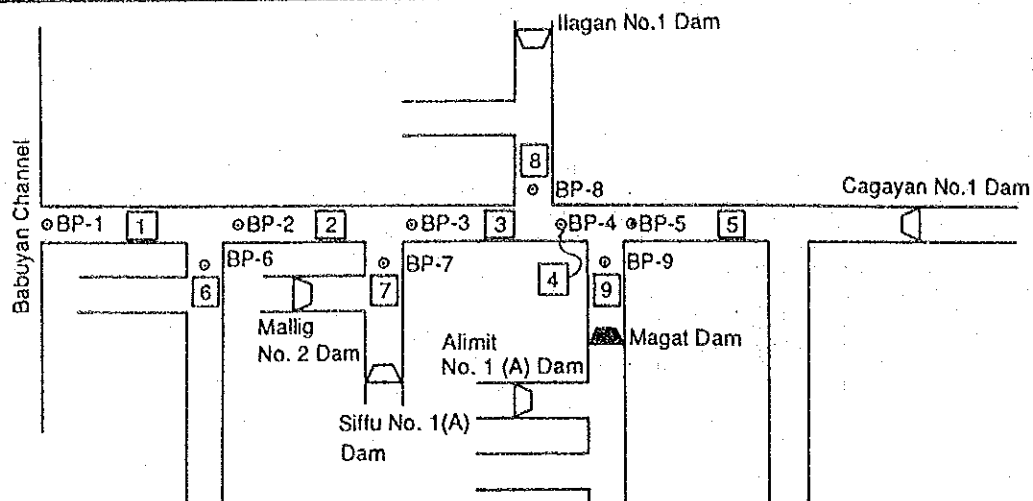 Ilagan No.1 Dam
8
BP-8
Cagayan No.1 Dam
Babuyan Channel
BP-1
1
BP-2
2
BP-3
3
BP-4
BP-5
5
BP-6
BP-7
BP-9
6
7
4
9
Mallig
No. 2 Dam
Alimit
No. 1 (A) Dam
Magat Dam
Siffu No. 1(A)
Dam